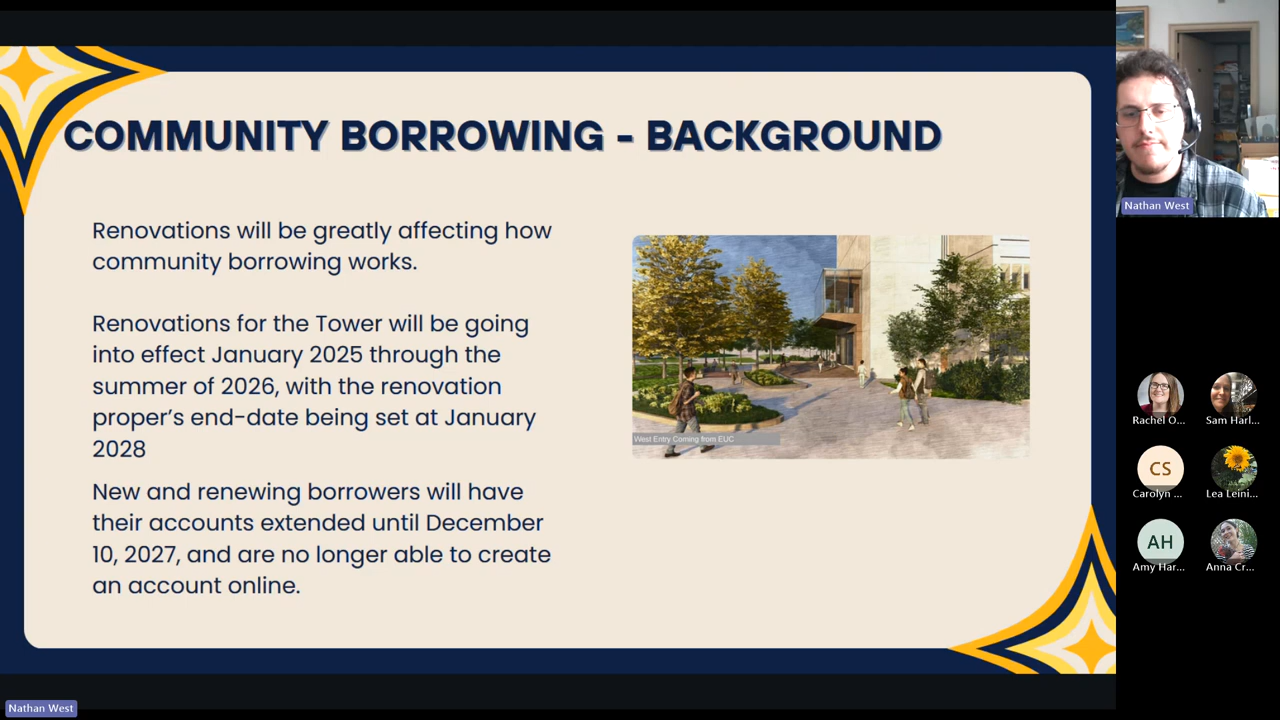 COMMUNITY BORROWING - BACKGROUND
Renovations will be greatly affecting how
community borrowing works.
Renovations for the Tower will be going
into effect January 2025 through the
summer of 2026, with the renovation
proper's end-date being set at January
2028
New and renewing borrowers will have
their accounts extended until December
10, 2027, and are no longer able to create
an account online.
West Entry Coming from EUC
Nathan West
Rachel O...
Sam Harl...
CS
Carolyn ...
Lea Leini...
AH
Amy Har...
Anna Cr...
Nathan West